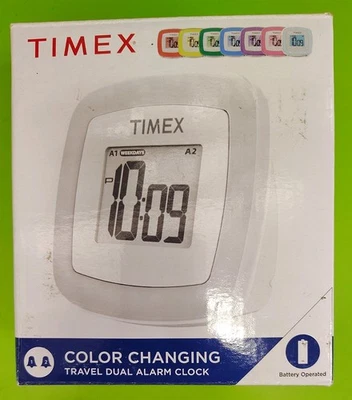 TIMEX®
TIMEX
A1 WEEKDAYS A2
P 10:09
COLOR CHANGING
TRAVEL DUAL ALARM CLOCK
Battery Operated